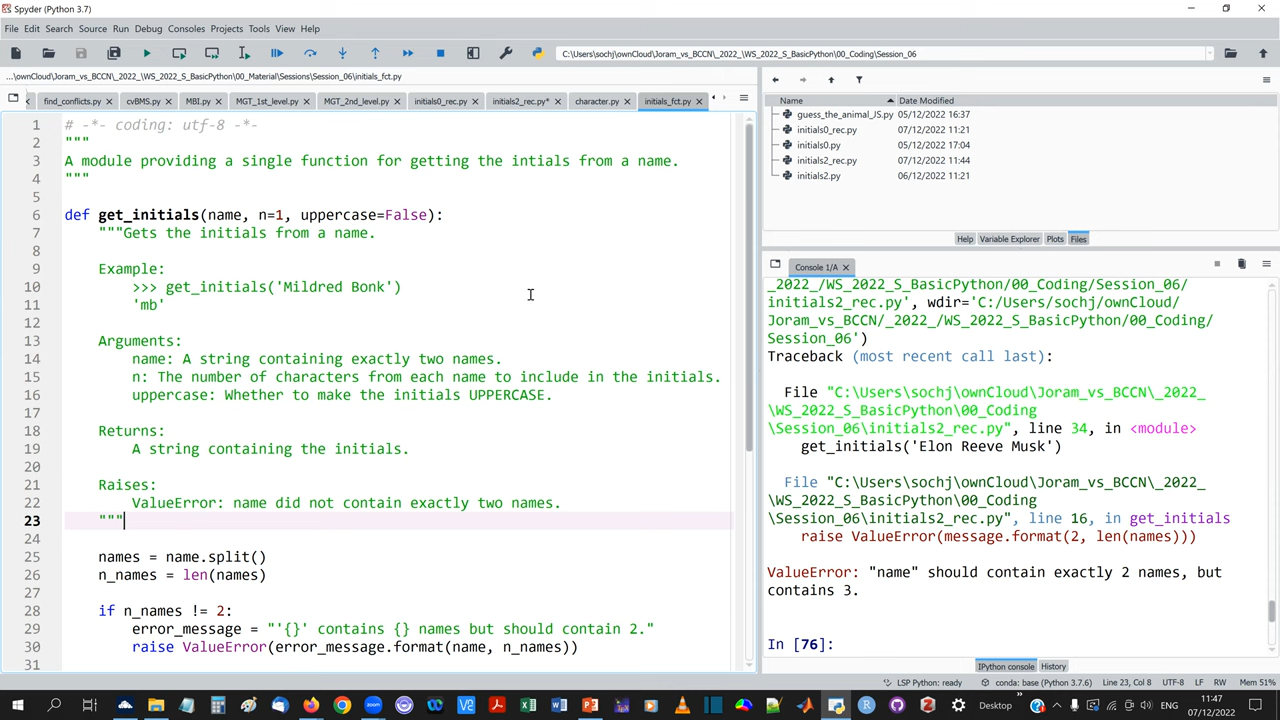 Spyder (Python 3.7)
File Edit Search Source Run Debug Consoles Projects Tools View Help
C:\Users\sochj\ownCloud\Joram_vs_BCCN\_2022_\WS_2022_S_BasicPython\00_Coding\Session_06
...\ownCloud\Joram_vs_BCCN\_2022_\WS_2022_S_BasicPython\00_Material\Sessions\Session_06\initials_fct.py
find_conflicts.py cvBMS.py MBI.py MGT_1st_level.py MGT_2nd_level.py initials0_rec.py initials2_rec.py* character.py initials_fct.py
1 # -*- coding: utf-8 -*-
2 """
3 A module providing a single function for getting the intials from a name.
4 """
5
6 def get_initials(name, n=1, uppercase=False):
7 """Gets the initials from a name.
8
9 Example:
10 >>> get_initials('Mildred Bonk')
11 'mb'
12
13 Arguments:
14 name: A string containing exactly two names.
15 n: The number of characters from each name to include in the initials.
16 uppercase: Whether to make the initials UPPERCASE.
17
18 Returns:
19 A string containing the initials.
20
21 Raises:
22 ValueError: name did not contain exactly two names.
23 """
24
25 names = name.split()
26 n_names = len(names)
27
28 if n_names != 2:
29 error_message = "'{}' contains {} names but should contain 2."
30 raise ValueError(error_message.format(name, n_names))
31
Name Date Modified
guess_the_animal_JS.py 05/12/2022 16:37
initials0_rec.py 07/12/2022 11:21
initials0.py 05/12/2022 17:04
initials2_rec.py 07/12/2022 11:44
initials2.py 06/12/2022 11:21
Help Variable Explorer Plots Files
Console 1/A
_2022_/WS_2022_S_BasicPython/00_Coding/Session_06/
initials2_rec.py', wdir='C:/Users/sochj/ownCloud/
Joram_vs_BCCN/_2022_/WS_2022_S_BasicPython/00_Coding/
Session_06')
Traceback (most recent call last):
File "C:\Users\sochj\ownCloud\Joram_vs_BCCN\_2022_
\WS_2022_S_BasicPython\00_Coding
\Session_06\initials2_rec.py", line 34, in <module>
get_initials('Elon Reeve Musk')
File "C:\Users\sochj\ownCloud\Joram_vs_BCCN\_2022_
\WS_2022_S_BasicPython\00_Coding
\Session_06\initials2_rec.py", line 16, in get_initials
raise ValueError(message.format(2, len(names)))
ValueError: "name" should contain exactly 2 names, but
contains 3.
In [76]:
IPython console History
LSP Python: ready conda: base (Python 3.7.6) Line 23, Col 8 UTF-8 LF RW Mem 51%
Desktop ENG 11:47
07/12/2022